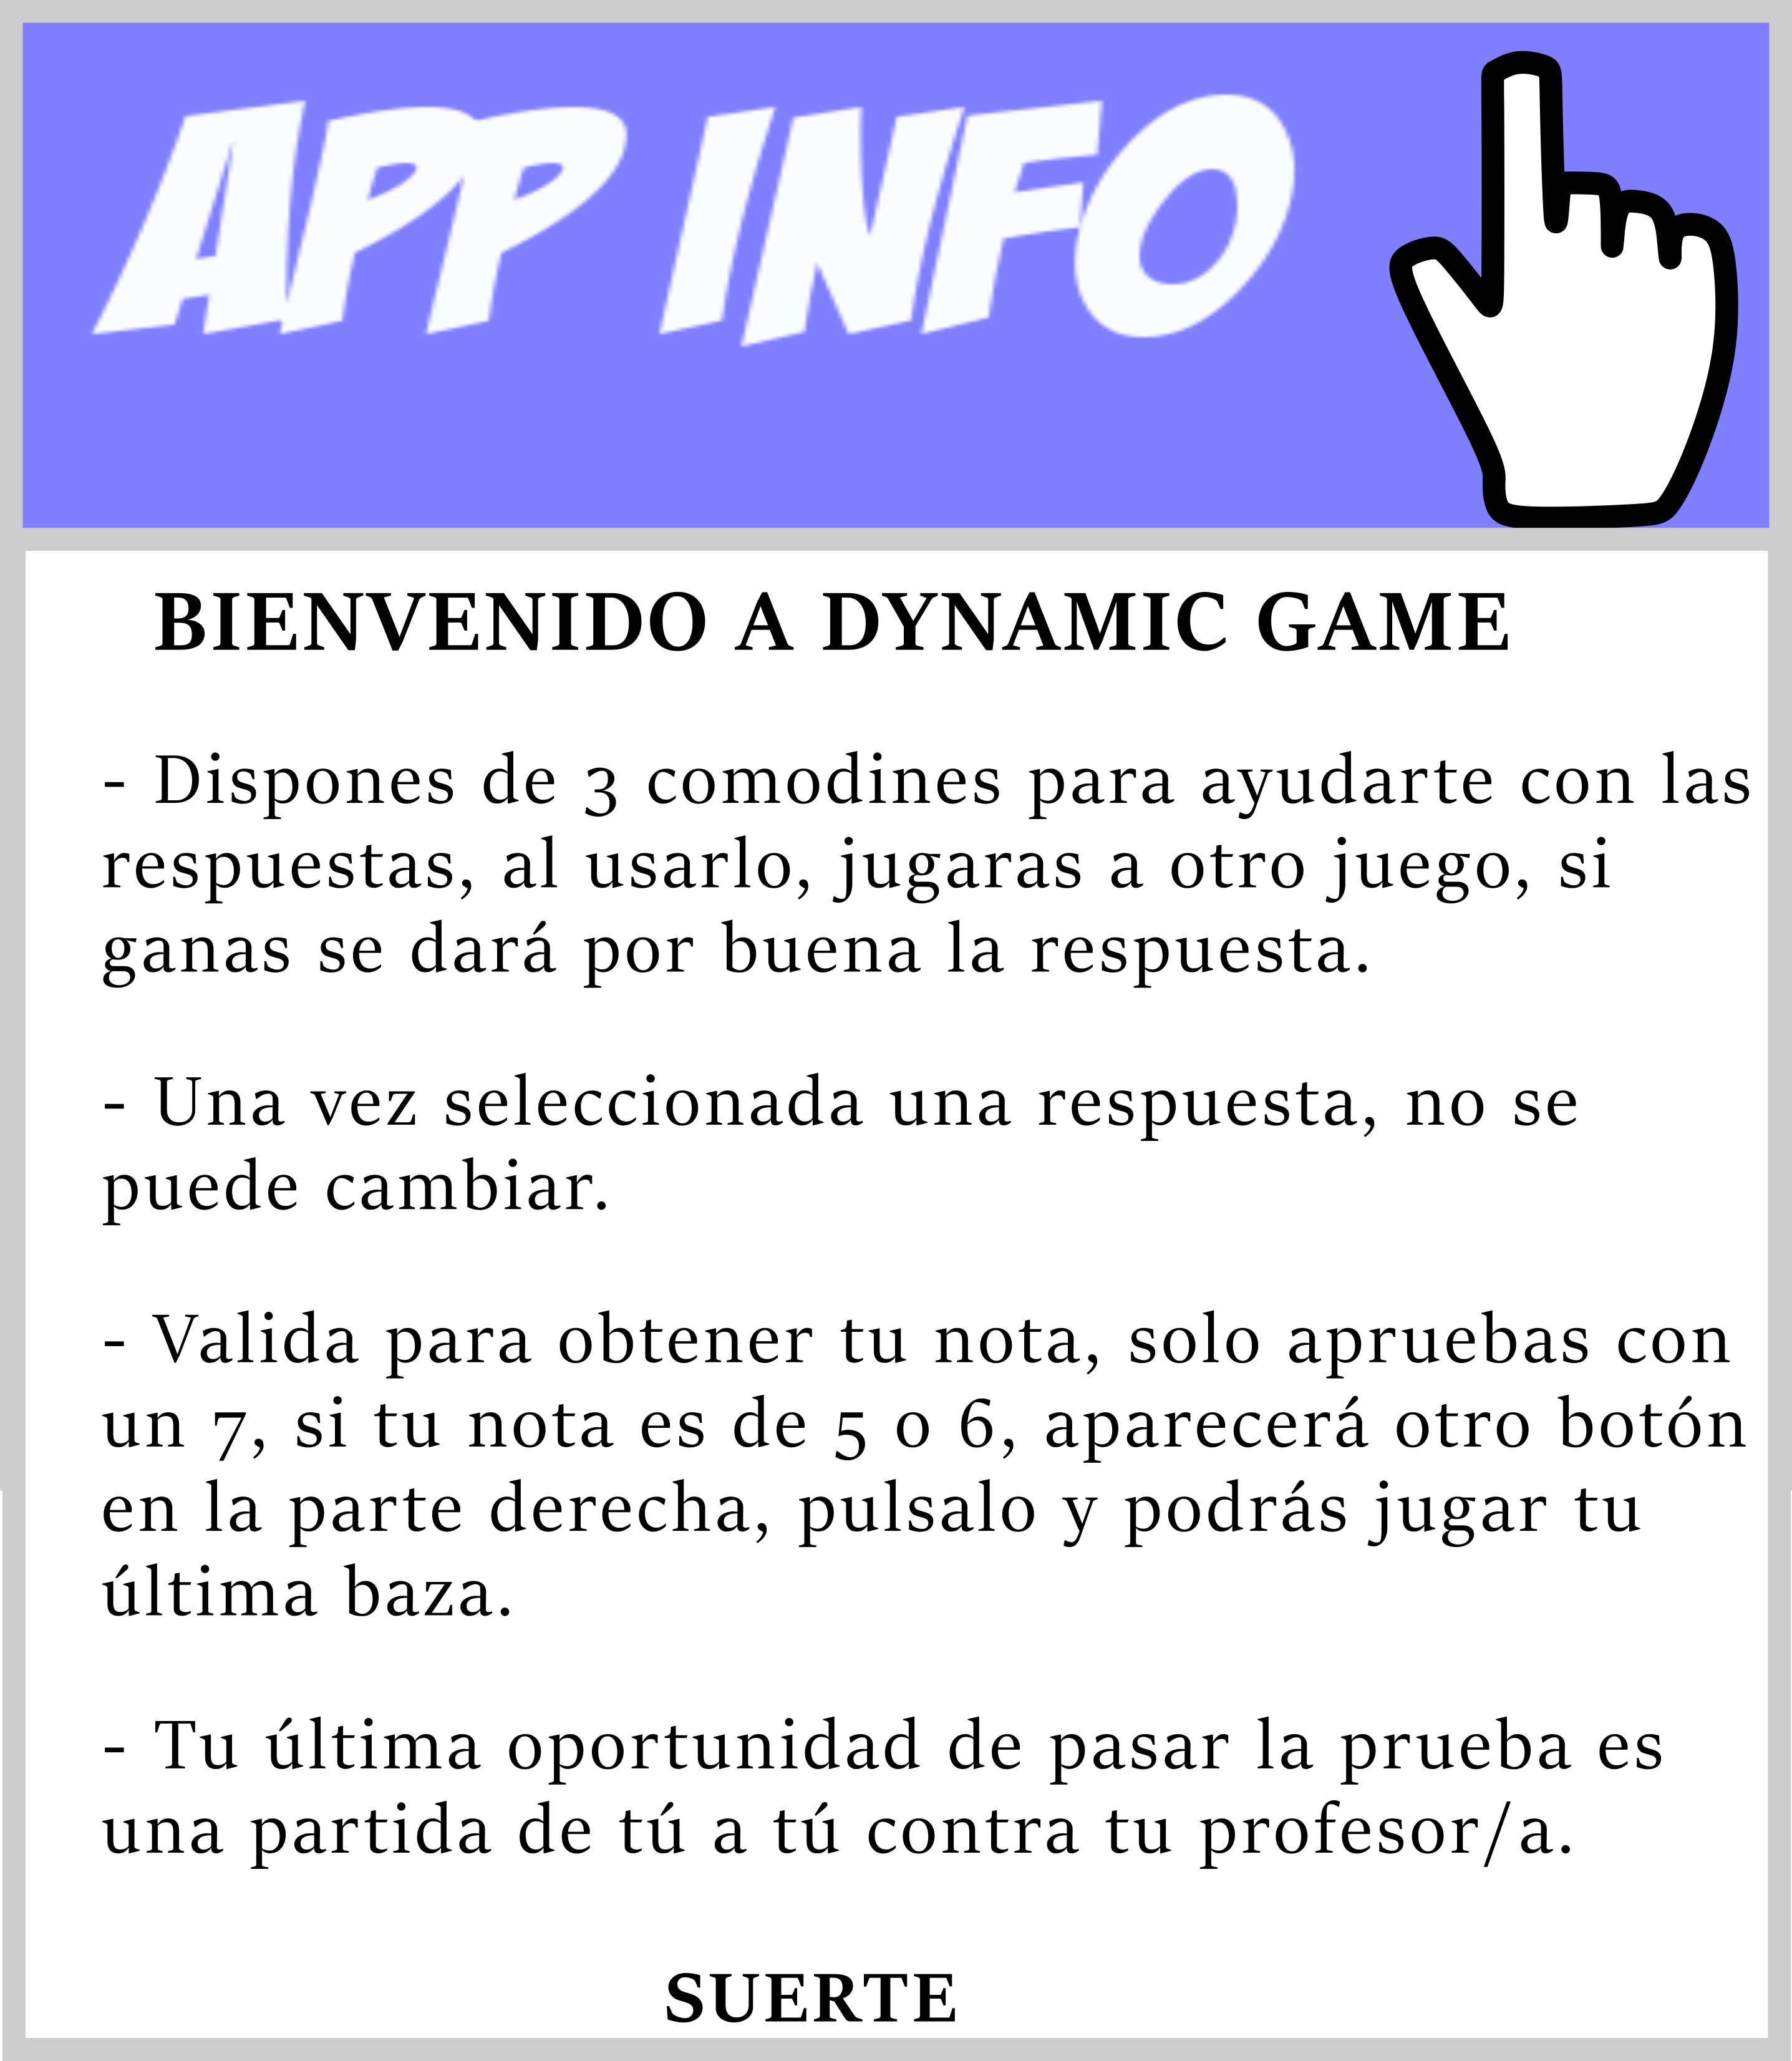 APP INFO
BIENVENIDO A DYNAMIC GAME
- Dispones de 3 comodines para ayudarte con las
respuestas, al usarlo, jugaras a otro juego, si
ganas se dará por buena la respuesta.
- Una vez seleccionada una respuesta, no se
puede cambiar.
- Valida para obtener tu nota, solo apruebas con
un 7, si tu nota es de 5 o 6, aparecerá otro botón
en la parte derecha, pulsalo y podrás jugar tu
última baza.
- Tu última oportunidad de pasar la prueba es
una partida de tú a tú contra tu profesor/a.
SUERTE